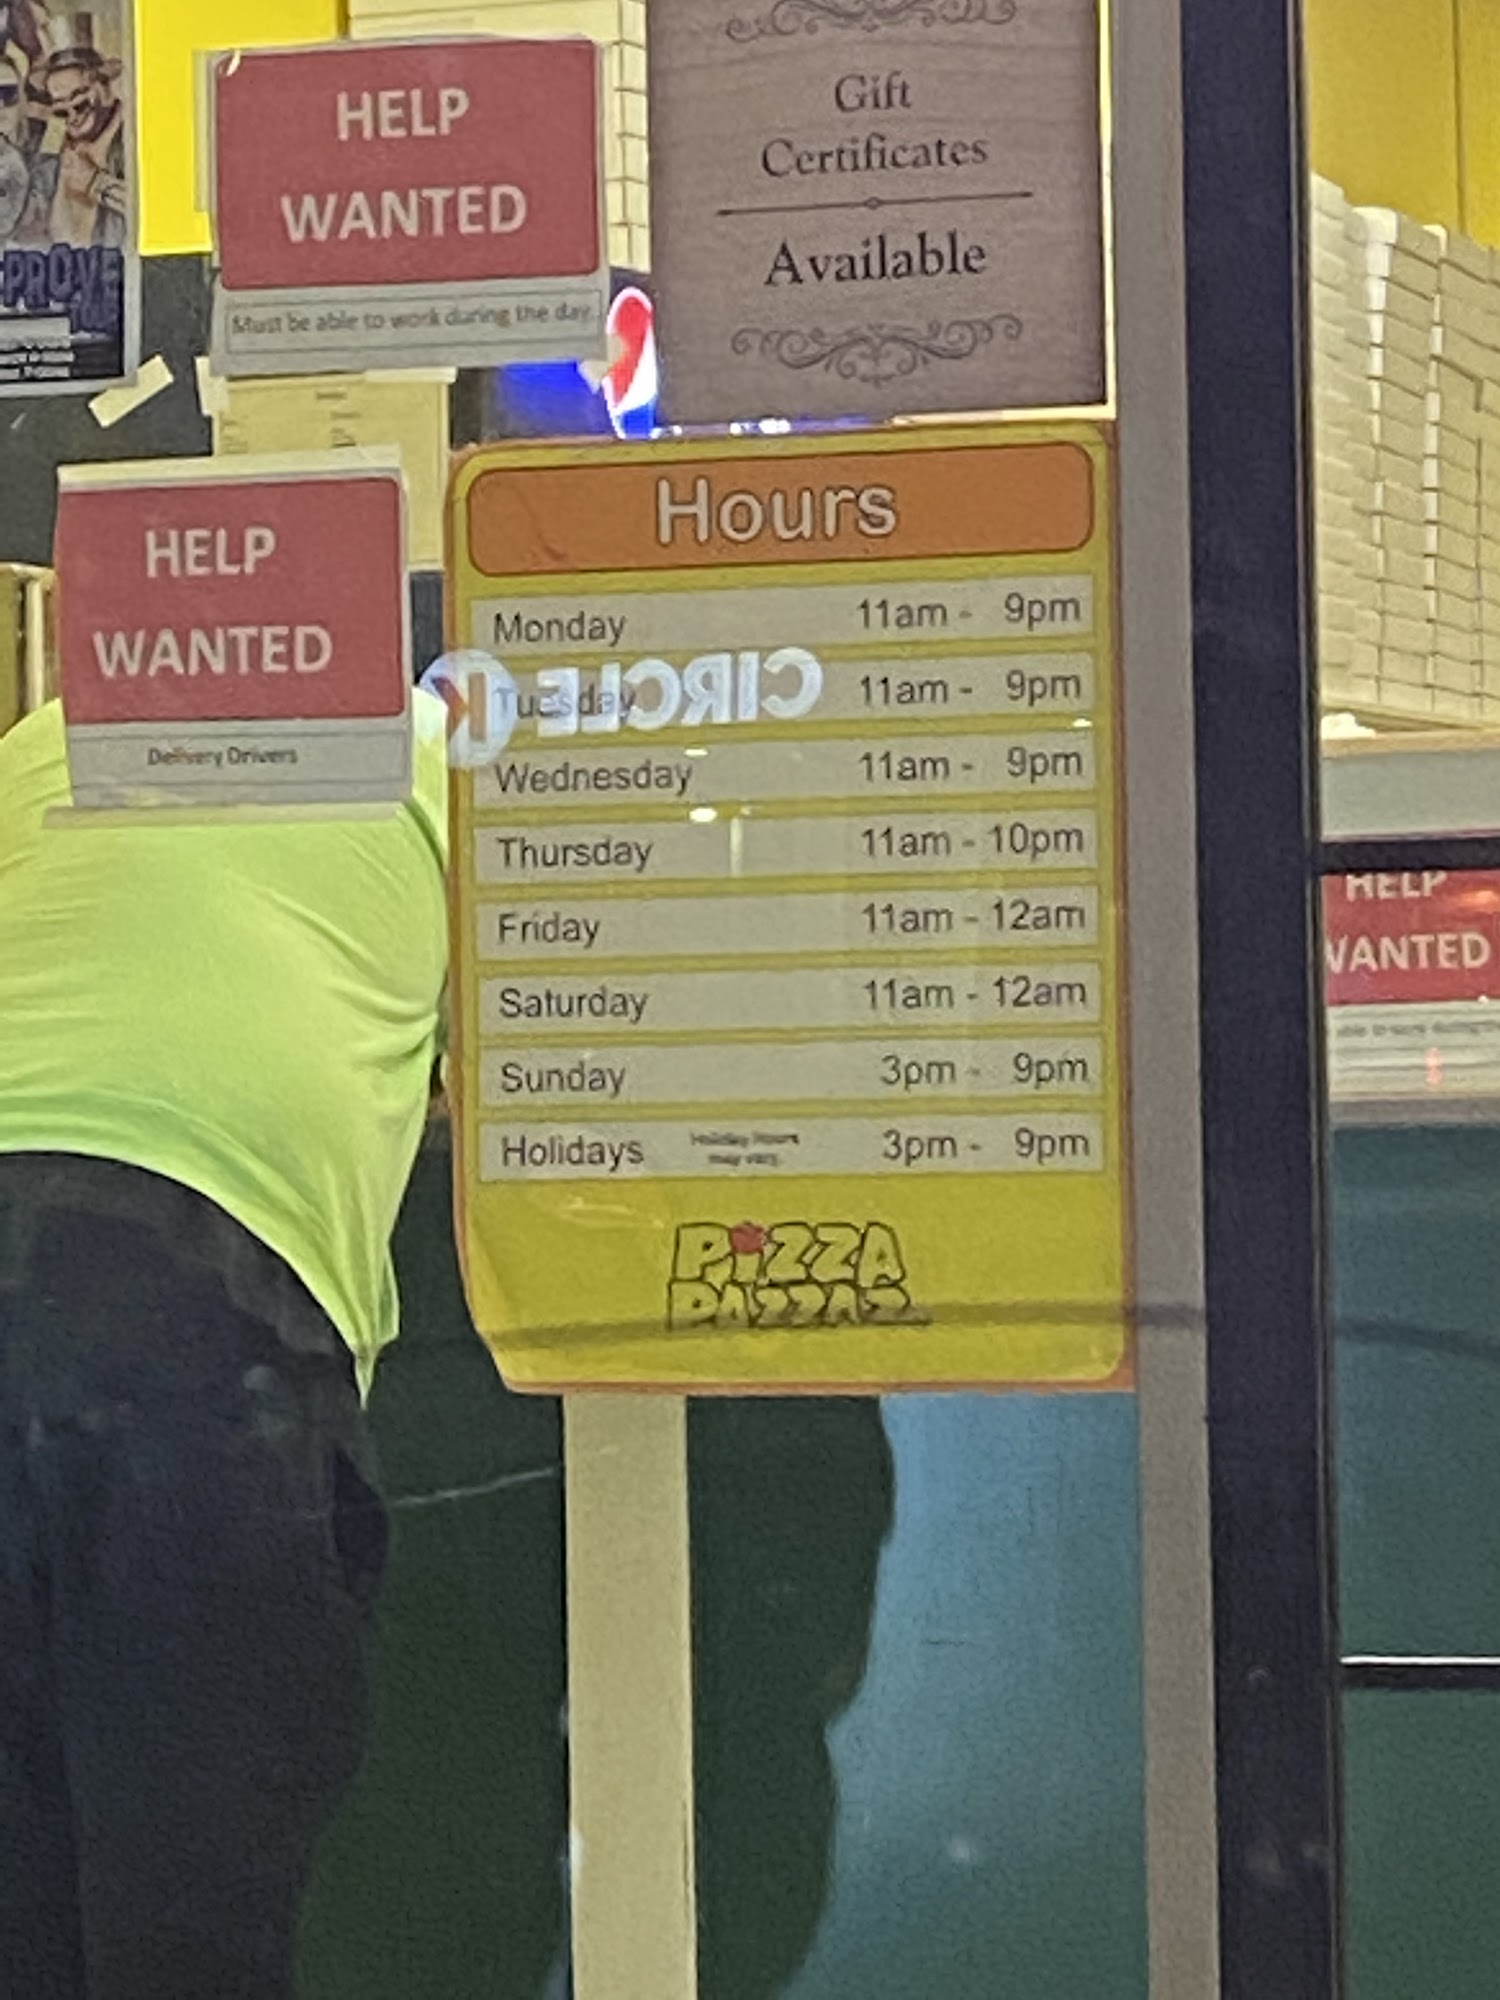 HELP
WANTED
Must be able to work during the day.
Gift
Certificates
Available
PROVE
HELP
WANTED
Delivery Drivers
Hours
Monday 11am - 9pm
Tuesday 11am - 9pm
CIRCLE K
Wednesday 11am - 9pm
Thursday 11am - 10pm
Friday 11am - 12am
Saturday 11am - 12am
Sunday 3pm - 9pm
Holidays Holiday Hours may vary. 3pm - 9pm
PiZZA
PAZZAZ
HELP
WANTED